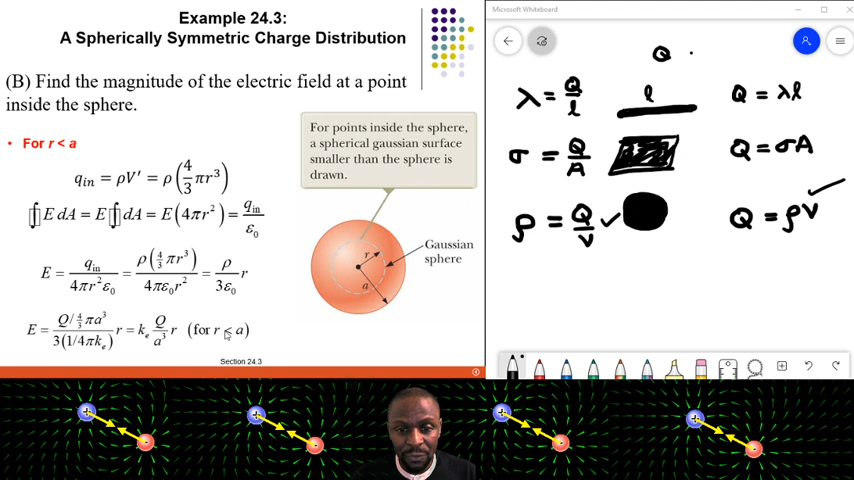 Example 24.3:
A Spherically Symmetric Charge Distribution
(B) Find the magnitude of the electric field at a point
inside the sphere.
• For r < a
q_in = ρV′ = ρ(4/3 πr³)
∯ E dA = E ∯ dA = E(4πr²) = q_in/ε₀
E = q_in/4πr²ε₀ = ρ(4/3 πr³)/4πε₀r² = ρ/3ε₀ r
E = Q/ 4/3 πa³ / 3(1/4πk_e) r = k_e Q/a³ r (for r < a)
For points inside the sphere,
a spherical gaussian surface
smaller than the sphere is
drawn.
r
a
Gaussian
sphere
Section 24.3
Microsoft Whiteboard
Q
λ = Q/l
l
Q = λl
σ = Q/A
Q = σA
ρ = Q/V
Q = ρV